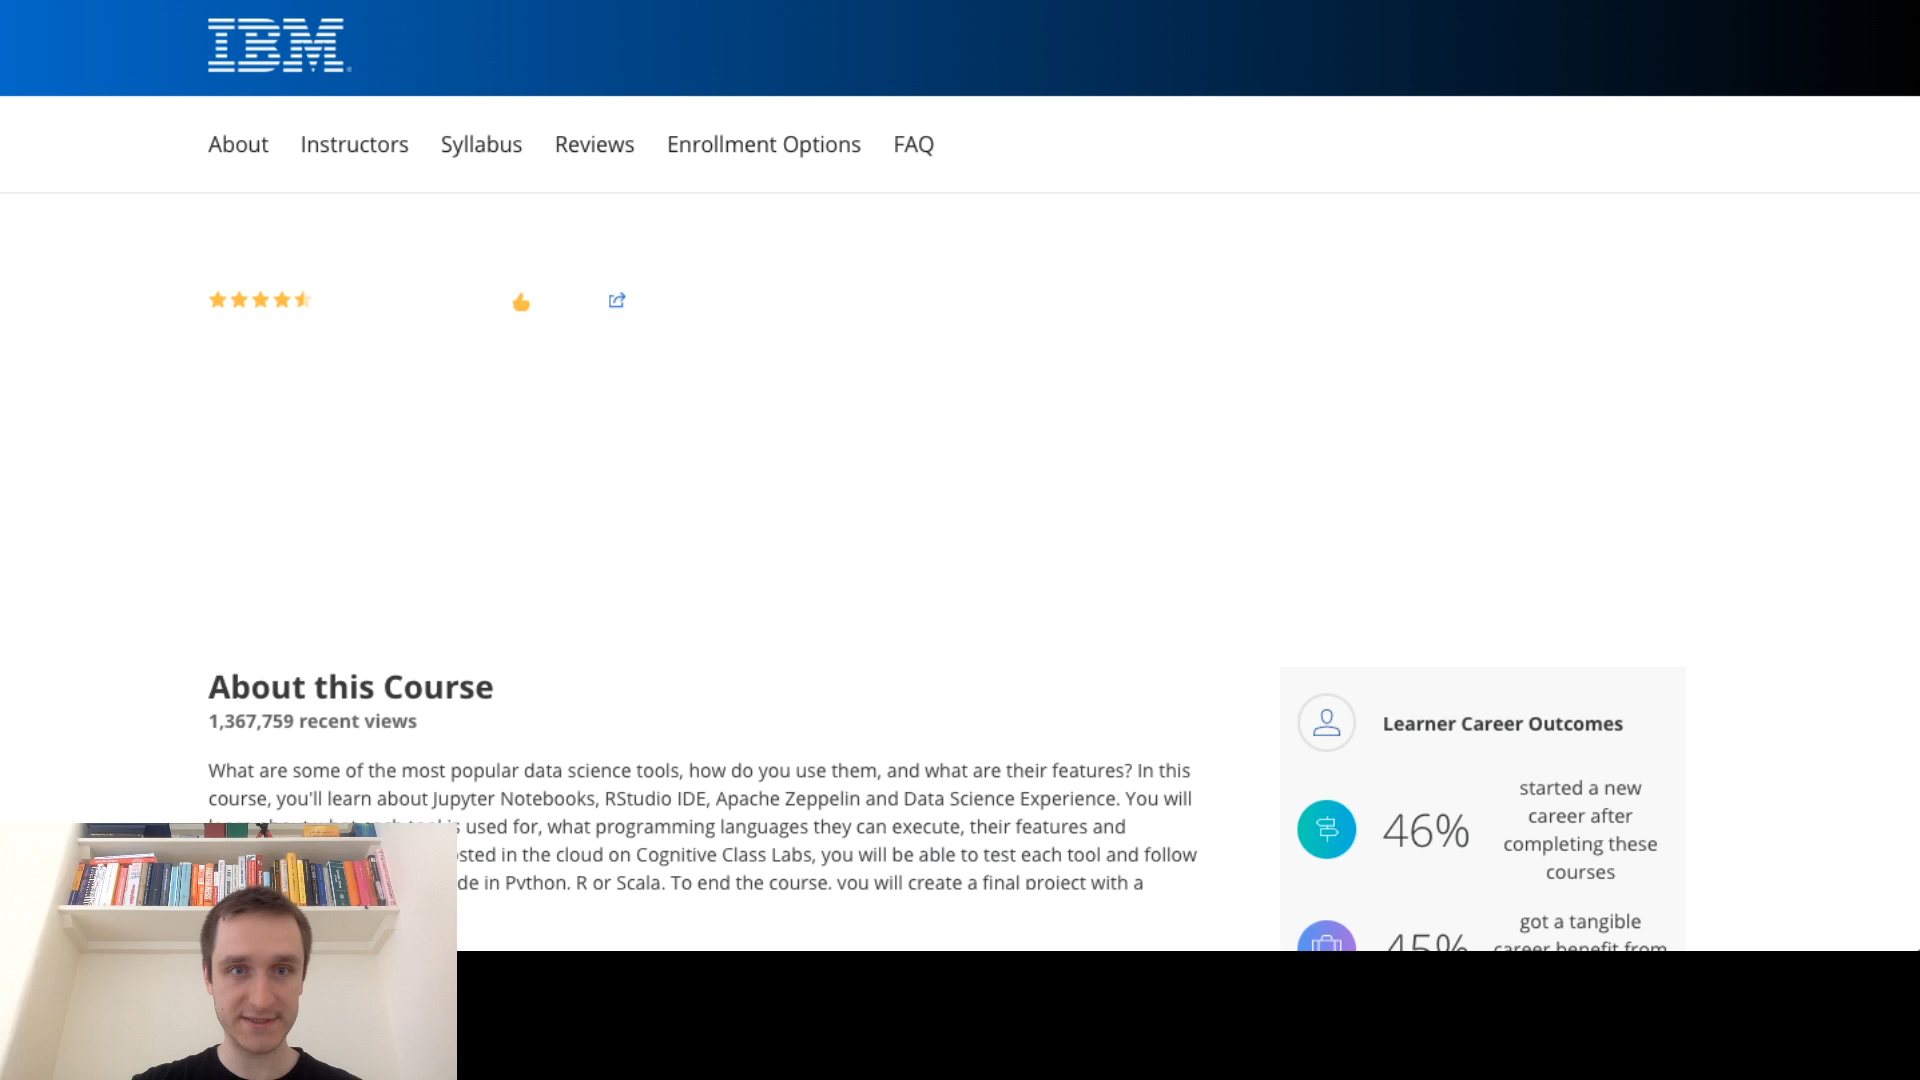 IBM
About Instructors Syllabus Reviews Enrollment Options FAQ
About this Course
1,367,759 recent views
What are some of the most popular data science tools, how do you use them, and what are their features? In this
course, you'll learn about Jupyter Notebooks, RStudio IDE, Apache Zeppelin and Data Science Experience. You will
used for, what programming languages they can execute, their features and
in the cloud on Cognitive Class Labs, you will be able to test each tool and follow
in Python, R or Scala. To end the course, you will create a final project with a
Learner Career Outcomes
46%
started a new
career after
completing these
courses
45%
got a tangible
career benefit from